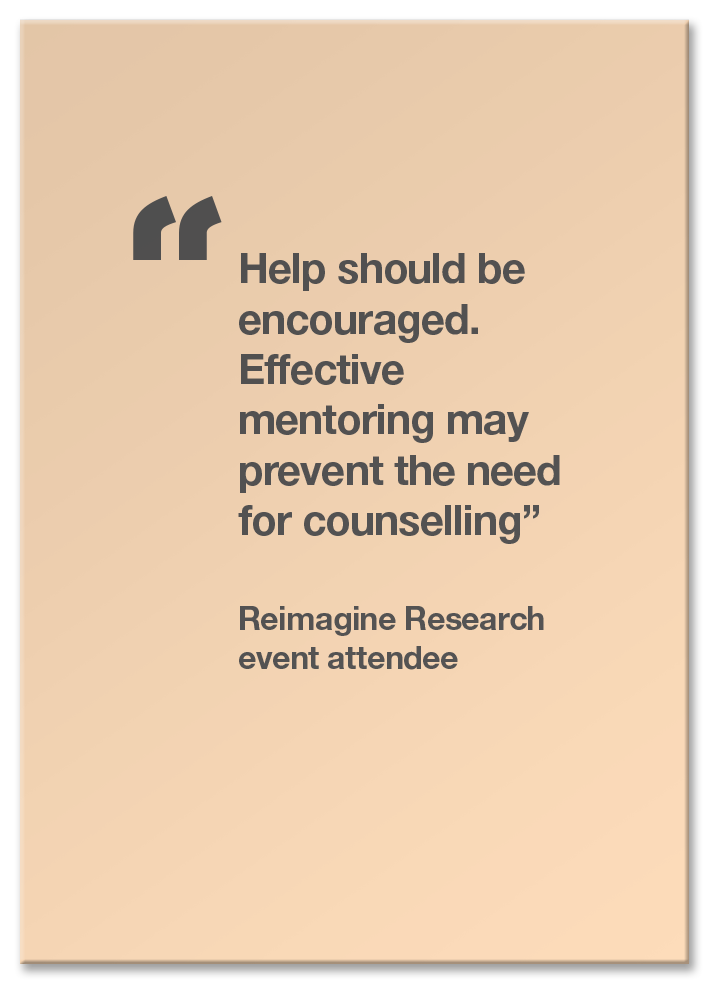 “Help should be
encouraged.
Effective
mentoring may
prevent the need
for counselling”
Reimagine Research
event attendee